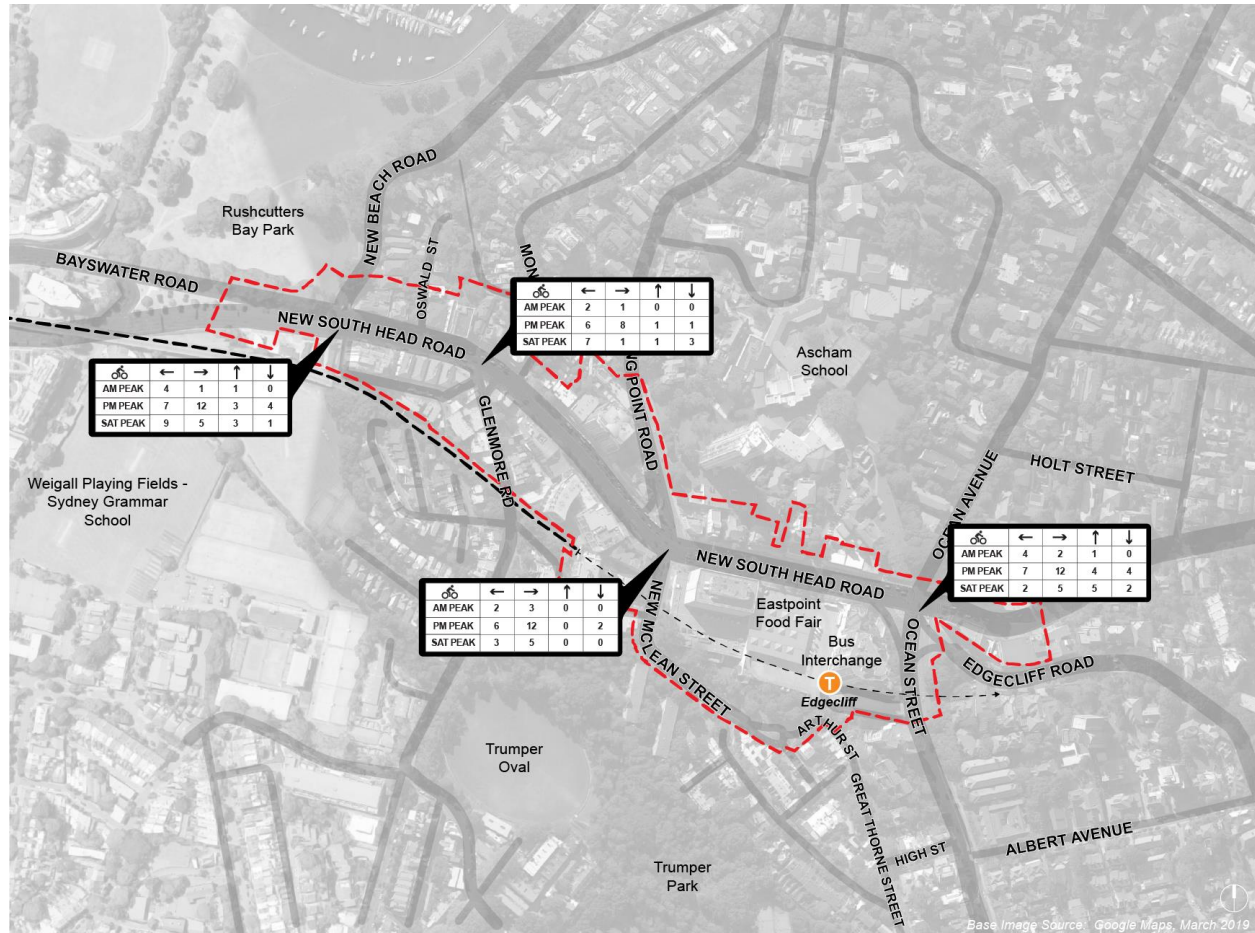 NEW BEACH ROAD
Rushcutters
Bay Park
OSWALD ST
MON
BAYSWATER ROAD
NEW SOUTH HEAD ROAD
← → ↑ ↓
AM PEAK 2 1 0 0
PM PEAK 6 8 1 1
SAT PEAK 7 1 1 3
NG POINT ROAD
Ascham
School
← → ↑ ↓
AM PEAK 4 1 1 0
PM PEAK 7 12 3 4
SAT PEAK 9 5 3 1
GLENMORE RD
Weigall Playing Fields -
Sydney Grammar
School
HOLT STREET
OCEAN AVENUE
← → ↑ ↓
AM PEAK 4 2 1 0
PM PEAK 7 12 4 4
SAT PEAK 2 5 5 2
NEW SOUTH HEAD ROAD
← → ↑ ↓
AM PEAK 2 3 0 0
PM PEAK 6 12 0 2
SAT PEAK 3 5 0 0
NEW MCLEAN STREET
Eastpoint
Food Fair
Bus
Interchange
T
Edgecliff
OCEAN STREET
EDGECLIFF ROAD
ARTHUR ST
Trumper
Oval
GREAT THORNE STREET
HIGH ST
ALBERT AVENUE
Trumper
Park
Base Image Source: Google Maps, March 2019